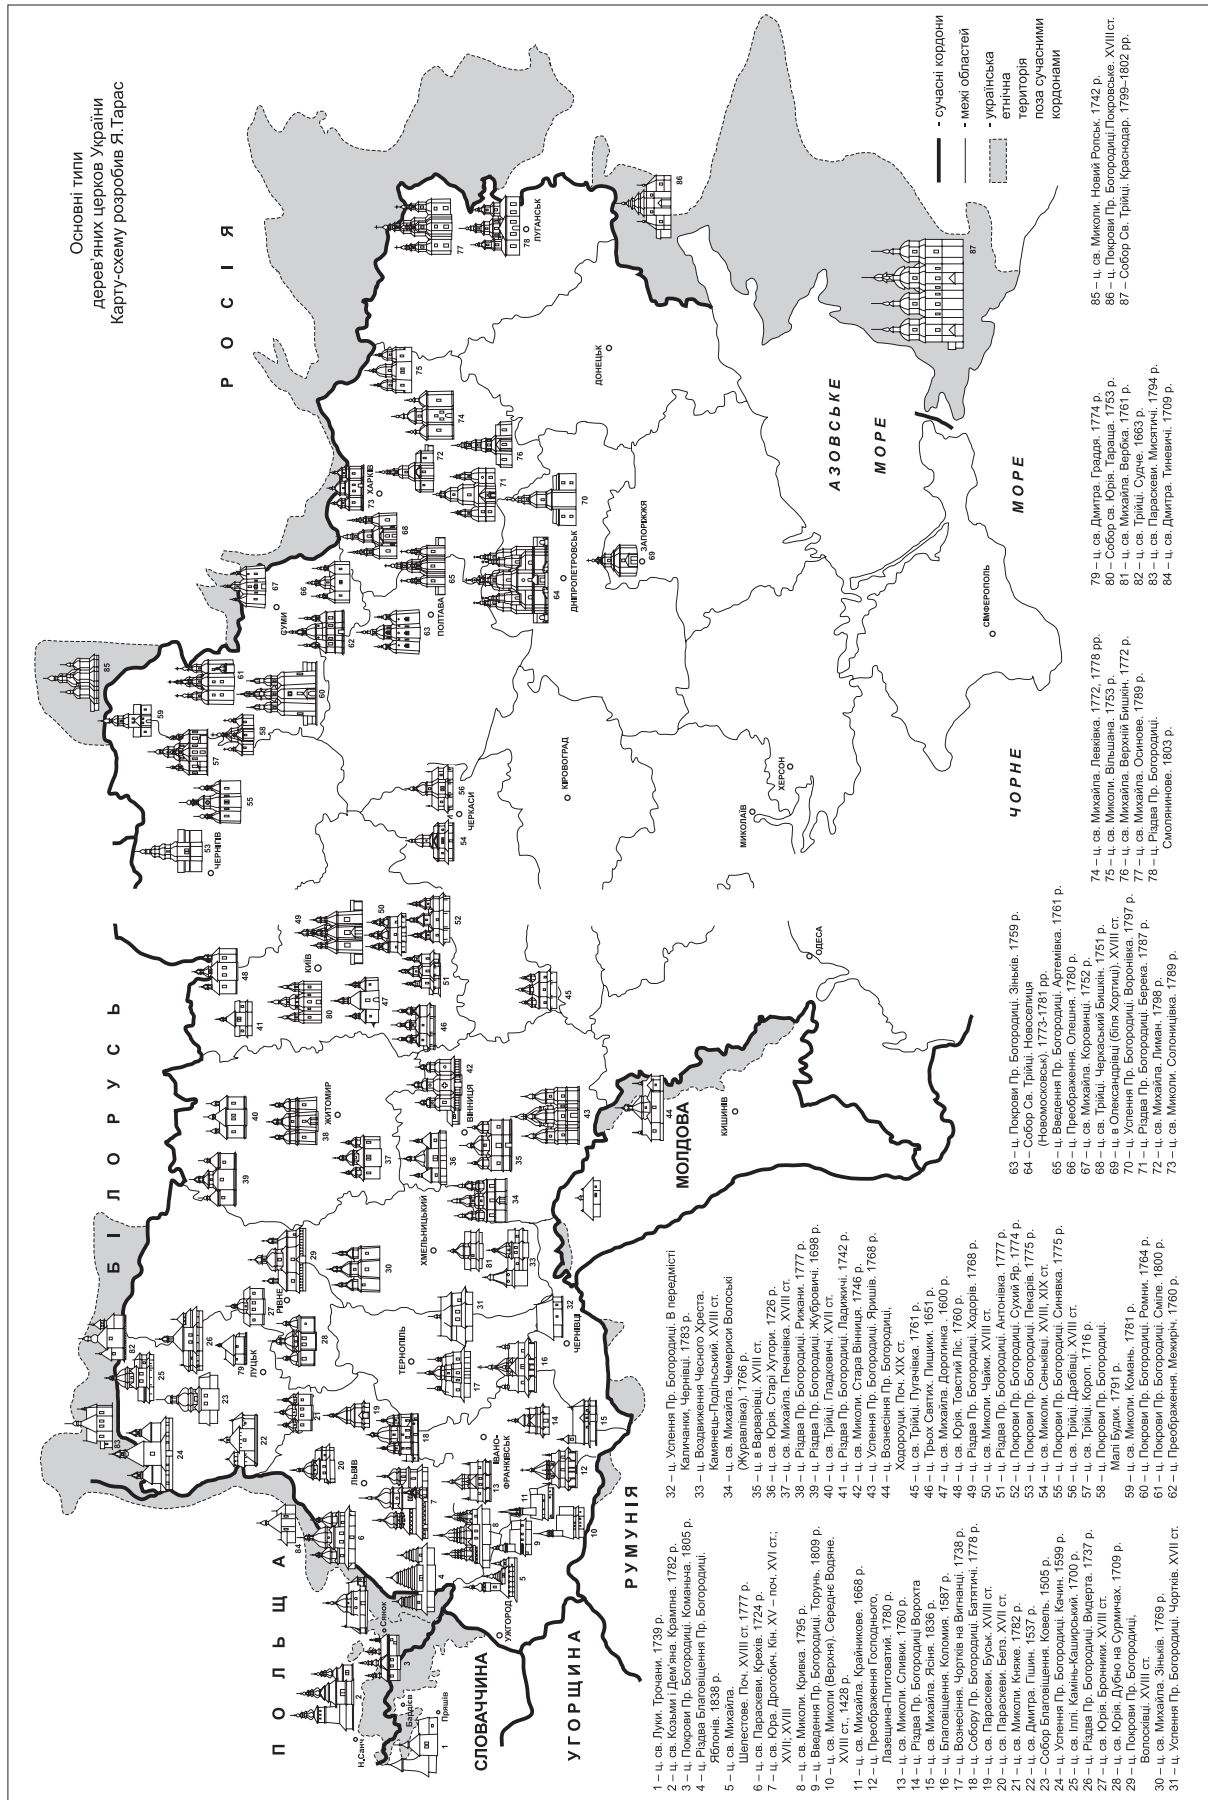 Основні типи
дерев'яних церков України
Карту-схему розробив Я.Тарас
- сучасні кордони
- межі областей
- українська
етнічна
територія
поза сучасними
кордонами
РОСІЯ
БІЛОРУСЬ
ПОЛЬЩА
СЛОВАЧЧИНА
УГОРЩИНА
РУМУНІЯ
МОЛДОВА
ЧОРНЕ МОРЕ
АЗОВСЬКЕ
МОРЕ
Н.Санч
Бардієв
Пряшів
Сянок
УЖГОРОД
ЛЬВІВ
ІВАНО-
ФРАНКІВСЬК
ЛУЦЬК
РІВНЕ
ТЕРНОПІЛЬ
ЧЕРНІВЦІ
ХМЕЛЬНИЦЬКИЙ
ЖИТОМИР
ВІННИЦЯ
КИШИНІВ
КИЇВ
ОДЕСА
ЧЕРНІГІВ
ЧЕРКАСИ
КІРОВОГРАД
МИКОЛАЇВ
ХЕРСОН
СУМИ
ПОЛТАВА
ДНІПРОПЕТРОВСЬК
ЗАПОРІЖЖЯ
СІМФЕРОПОЛЬ
ХАРКІВ
ДОНЕЦЬК
ЛУГАНСЬК
1 – ц. св. Луки. Трочани. 1739 р.
2 – ц. св. Козьми і Дем'яна. Крампна. 1782 р.
3 – ц. Покрови Пр. Богородиці. Команьча. 1805 р.
4 – ц. Різдва Благовіщення Пр. Богородиці.
Яблонів. 1838 р.
5 – ц. св. Михайла.
Шелестове. Поч. XVIII ст. 1777 р.
6 – ц. св. Параскеви. Крехів. 1724 р.
7 – ц. св. Юра. Дрогобич. Кін. XV – поч. XVI ст.;
XVII; XVIII
8 – ц. св. Миколи. Кривка. 1795 р.
9 – ц. Введення Пр. Богородиці. Торунь. 1809 р.
10 – ц. св. Миколи (Верхня). Середнє Водяне.
XVIII ст., 1428 р.
11 – ц. св. Михайла. Крайникове. 1668 р.
12 – ц. Преображення Господнього,
Лазещина-Плитоватий. 1780 р.
13 – ц. св. Миколи. Сливки. 1760 р.
14 – ц. Різдва Пр. Богородиці Ворохта
15 – ц. св. Михайла. Ясіня. 1836 р.
16 – ц. Благовіщення. Коломия. 1587 р.
17 – ц. Вознесіння. Чортків на Вигнанці. 1738 р.
18 – ц. Собору Пр. Богородиці. Батятичі. 1778 р.
19 – ц. св. Параскеви. Буськ. XVIII ст.
20 – ц. св. Параскеви. Белз. XVII ст.
21 – ц. св. Миколи. Княже. 1782 р.
22 – ц. св. Дмитра. Гішин. 1537 р.
23 – Собор Благовіщення. Ковель. 1505 р.
24 – ц. Успення Пр. Богородиці. Качин. 1599 р.
25 – ц. св. Іллі. Камінь-Каширський. 1700 р.
26 – ц. Різдва Пр. Богородиці. Видерта. 1737 р.
27 – ц. св. Юрія. Бронники. XVIII ст.
28 – ц. св. Юрія. Дубно на Сурмичах. 1709 р.
29 – ц. Покрови Пр. Богородиці,
Волосківці. XVIII ст.
30 – ц. св. Михайла. Зіньків. 1769 р.
31 – ц. Успення Пр. Богородиці. Чортків. XVII ст.
32 – ц. Успення Пр. Богородиці. В передмісті
Каличанки, Чернівці. 1783 р.
33 – ц. Воздвиження Чесного Хреста.
Камянець-Подільський. XVIII ст.
34 – ц. св. Михайла. Чемериси Волоські
(Журавлівка). 1766 р.
35 – ц. в Варварівці. XVIII ст.
36 – ц. св. Юрія. Старі Хутори. 1726 р.
37 – ц. св. Михайла. Печанівка. XVIII ст.
38 – ц. Різдва Пр. Богородиці. Рижани. 1777 р.
39 – ц. Різдва Пр. Богородиці. Жубровичі. 1698 р.
40 – ц. св. Трійці. Гладковичі. XVII ст.
41 – ц. Різдва Пр. Богородиці. Ладижичі. 1742 р.
42 – ц. св. Миколи. Стара Вінниця. 1746 р.
43 – ц. Успення Пр. Богородиці. Яришів. 1768 р.
44 – ц. Вознесіння Пр. Богородиці,
Ходороуци. Поч. XIX ст.
45 – ц. св. Трійці. Пугачівка. 1761 р.
46 – ц. Трьох Святих. Пищики. 1651 р.
47 – ц. св. Михайла. Дорогинка . 1600 р.
48 – ц. св. Юрія. Товстий Ліс. 1760 р.
49 – ц. Різдва Пр. Богородиці. Ходорів. 1768 р.
50 – ц. св. Миколи. Чайки. XVIII ст.
51 – ц. Різдва Пр. Богородиці. Антонівка. 1777 р.
52 – ц. Покрови Пр. Богородиці. Сухий Яр. 1774 р.
53 – ц. Покрови Пр. Богородиці. Пекарів. 1775 р.
54 – ц. св. Миколи. Сеньківці. XVIII, XIX ст.
55 – ц. Покрови Пр. Богородиці. Синявка. 1775 р.
56 – ц. св. Трійці. Драбівці. XVIII ст.
57 – ц. св. Трійці. Короп. 1716 р.
58 – ц. Покрови Пр. Богородиці.
Малі Будки. 1791 р.
59 – ц. св. Миколи. Комань. 1781 р.
60 – ц. Покрови Пр. Богородиці. Ромни. 1764 р.
61 – ц. Покрови Пр. Богородиці. Сміле. 1800 р.
62 – ц. Преображення. Межиріч. 1760 р.
63 – ц. Покрови Пр. Богородиці. Зіньків. 1759 р.
64 – Собор Св. Трійці. Новоселиця
(Новомосковськ). 1773-1781 рр.
65 – ц. Введення Пр. Богородиці. Артемівка. 1761 р.
66 – ц. Преображення. Олешня. 1780 р.
67 – ц. св. Михайла. Коровинці. 1752 р.
68 – ц. св. Трійці. Черкаський Бишкін. 1751 р.
69 – ц. в Олександрівці (біля Хортиці). XVIII ст.
70 – ц. Успення Пр. Богородиці. Воронівка. 1797 р.
71 – ц. Різдва Пр. Богородиці. Берека. 1787 р.
72 – ц. св. Михайла. Лиман. 1798 р.
73 – ц. св. Миколи. Солоницівка. 1789 р.
74 – ц. св. Михайла. Левківка. 1772, 1778 рр.
75 – ц. св. Миколи. Вільшана. 1753 р.
76 – ц. св. Михайла. Верхній Бишкін. 1772 р.
77 – ц. св. Михайла. Осинове. 1789 р.
78 – ц. Різдва Пр. Богородиці.
Смолянинове. 1803 р.
79 – ц. св. Дмитра. Граддя. 1774 р.
80 – Собор св. Юрія. Тараща. 1753 р.
81 – ц. св. Михайла. Вербка. 1761 р.
82 – ц. св. Трійці. Судче. 1663 р.
83 – ц. св. Параскеви. Мисятичі. 1794 р.
84 – ц. св. Дмитра. Тиневичі. 1709 р.
85 – ц. св. Миколи. Новий Ропськ. 1742 р.
86 – ц. Покрови Пр. Богородиці.Покровське. XVIII ст.
87 – Собор Св. Трійці. Краснодар. 1799–1802 рр.